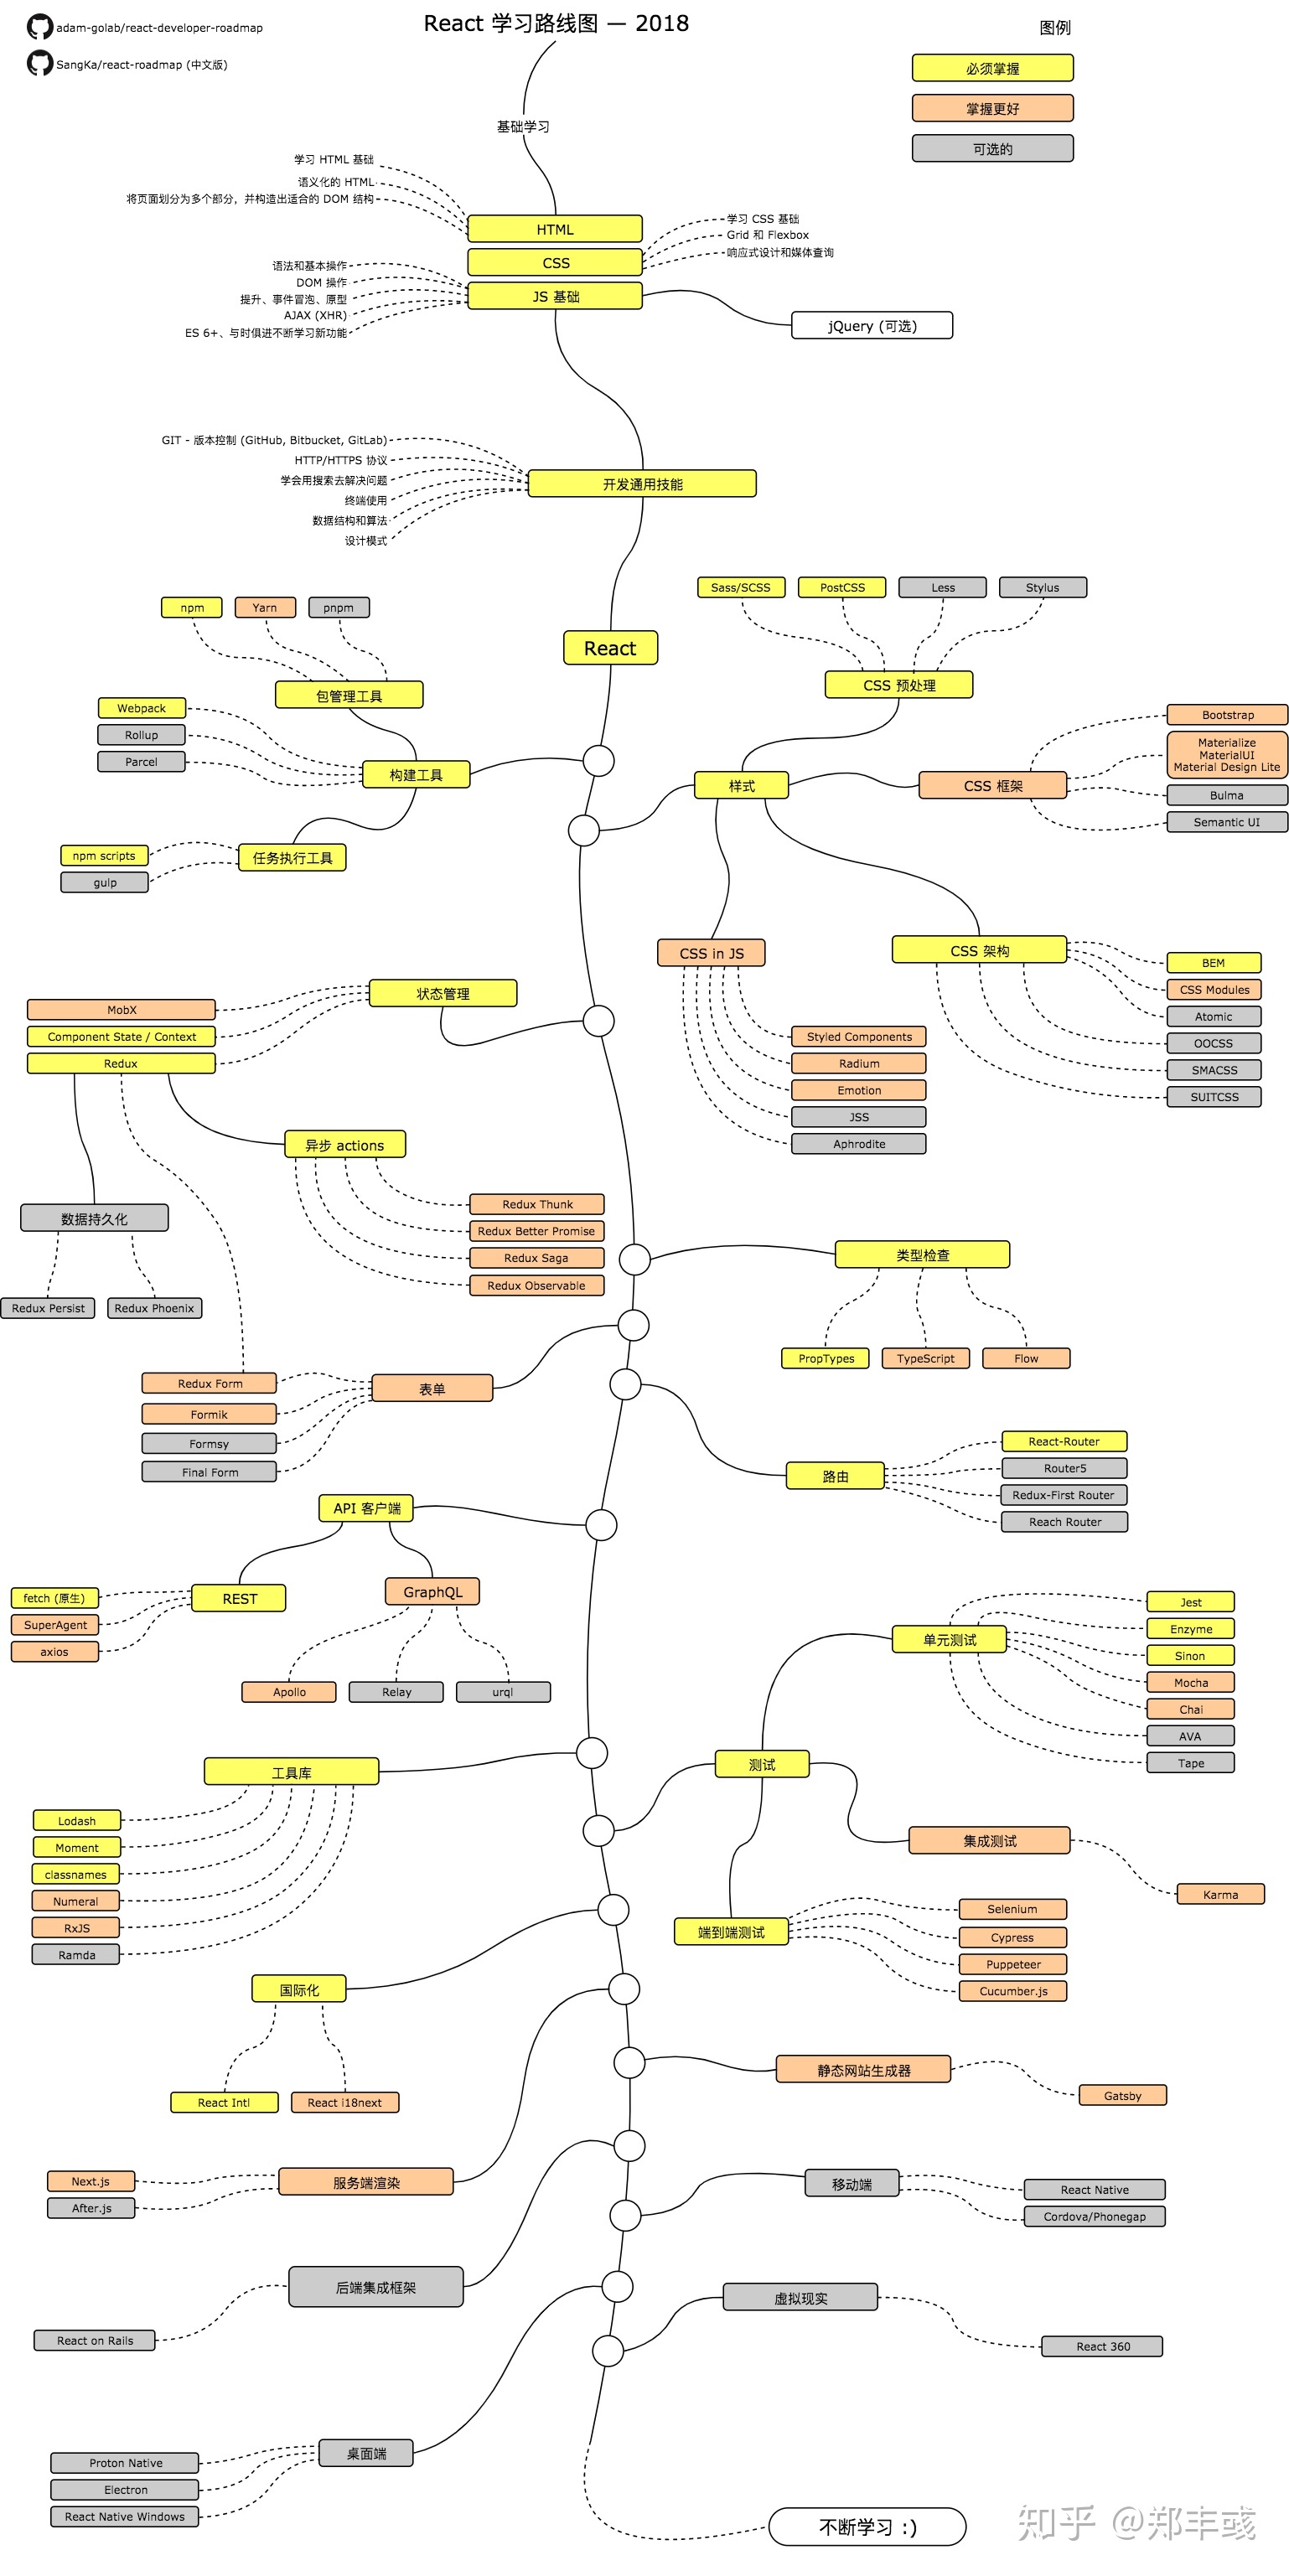 React 学习路线图 — 2018
adam-golab/react-developer-roadmap
SangKa/react-roadmap (中文版)
图例
必须掌握
掌握更好
可选的
基础学习
学习 HTML 基础
语义化的 HTML
将页面划分为多个部分，并构造出适合的 DOM 结构
HTML
学习 CSS 基础
Grid 和 Flexbox
响应式设计和媒体查询
CSS
语法和基本操作
DOM 操作
提升、事件冒泡、原型
AJAX (XHR)
ES 6+、与时俱进不断学习新功能
JS 基础
jQuery (可选)
GIT - 版本控制 (GitHub, Bitbucket, GitLab)
HTTP/HTTPS 协议
学会用搜索去解决问题
终端使用
数据结构和算法
设计模式
开发通用技能
React
npm
Yarn
pnpm
包管理工具
Webpack
Rollup
Parcel
构建工具
npm scripts
gulp
任务执行工具
Sass/SCSS
PostCSS
Less
Stylus
CSS 预处理
样式
CSS 框架
Bootstrap
Materialize
MaterialUI
Material Design Lite
Bulma
Semantic UI
CSS in JS
Styled Components
Radium
Emotion
JSS
Aphrodite
CSS 架构
BEM
CSS Modules
Atomic
OOCSS
SMACSS
SUITCSS
状态管理
MobX
Component State / Context
Redux
异步 actions
Redux Thunk
Redux Better Promise
Redux Saga
Redux Observable
数据持久化
Redux Persist
Redux Phoenix
类型检查
PropTypes
TypeScript
Flow
表单
Redux Form
Formik
Formsy
Final Form
路由
React-Router
Router5
Redux-First Router
Reach Router
API 客户端
REST
fetch (原生)
SuperAgent
axios
GraphQL
Apollo
Relay
urql
测试
单元测试
Jest
Enzyme
Sinon
Mocha
Chai
AVA
Tape
集成测试
Karma
端到端测试
Selenium
Cypress
Puppeteer
Cucumber.js
工具库
Lodash
Moment
classnames
Numeral
RxJS
Ramda
国际化
React Intl
React i18next
静态网站生成器
Gatsby
服务端渲染
Next.js
After.js
移动端
React Native
Cordova/Phonegap
后端集成框架
React on Rails
虚拟现实
React 360
桌面端
Proton Native
Electron
React Native Windows
不断学习 :)
知乎 @郑丰彧